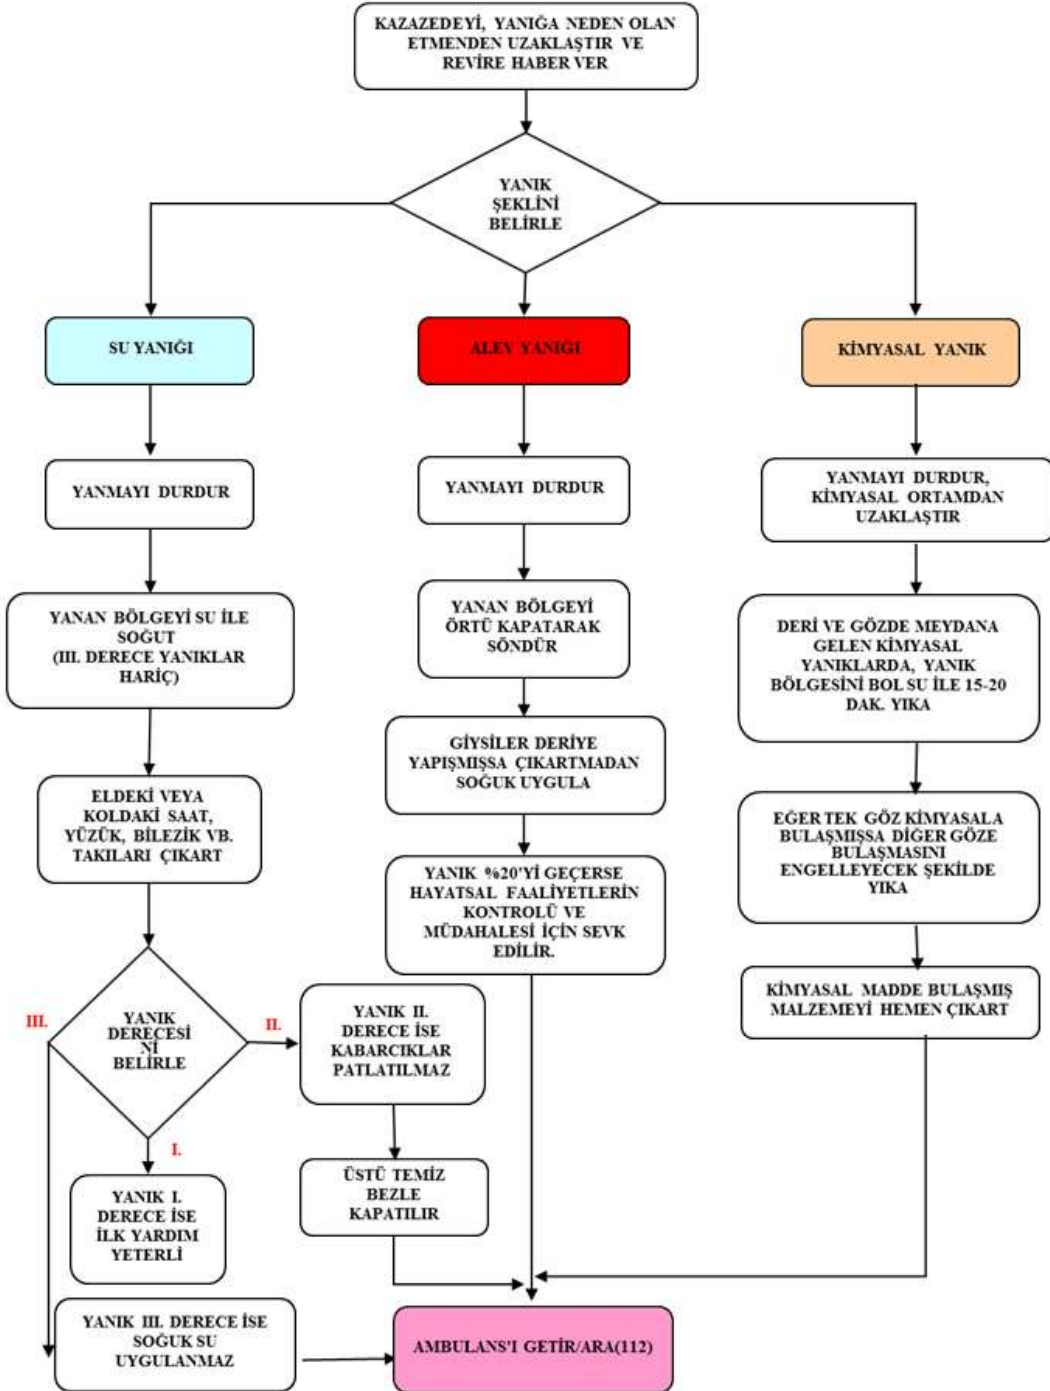 KAZAZEDEYİ, YANIĞA NEDEN OLAN
ETMENDEN UZAKLAŞTIR VE
REVİRE HABER VER
YANIK
ŞEKLİNİ
BELİRLE
SU YANIĞI
YANMAYI DURDUR
YANAN BÖLGEYİ SU İLE
SOĞUT
(III. DERECE YANIKLAR
HARİÇ)
ELDEKİ VEYA
KOLDAKİ SAAT,
YÜZÜK, BİLEZİK VB.
TAKILARI ÇIKART
YANIK
DERECESİ
Nİ
BELİRLE
III.
II.
I.
YANIK I.
DERECE İSE
İLK YARDIM
YETERLİ
YANIK II.
DERECE İSE
KABARCIKLAR
PATLATILMAZ
ÜSTÜ TEMİZ
BEZLE
KAPATILIR
YANIK III. DERECE İSE
SOĞUK SU
UYGULANMAZ
ALEV YANIĞI
YANMAYI DURDUR
YANAN BÖLGEYİ
ÖRTÜ KAPATARAK
SÖNDÜR
GİYSİLER DERİYE
YAPIŞMIŞSA ÇIKARTMADAN
SOĞUK UYGULA
YANIK %20'Yİ GEÇERSE
HAYATSAL FAALİYETLERİN
KONTROLÜ VE
MÜDAHALESİ İÇİN SEVK
EDİLİR.
KİMYASAL YANIK
YANMAYI DURDUR,
KİMYASAL ORTAMDAN
UZAKLAŞTIR
DERİ VE GÖZDE MEYDANA
GELEN KİMYASAL
YANIKLARDA, YANIK
BÖLGESİNİ BOL SU İLE 15-20
DAK. YIKA
EĞER TEK GÖZ KİMYASALA
BULAŞMIŞSA DİĞER GÖZE
BULAŞMASINI
ENGELLEYECEK ŞEKİLDE
YIKA
KİMYASAL MADDE BULAŞMIŞ
MALZEMEYİ HEMEN ÇIKART
AMBULANS'I GETİR/ARA(112)